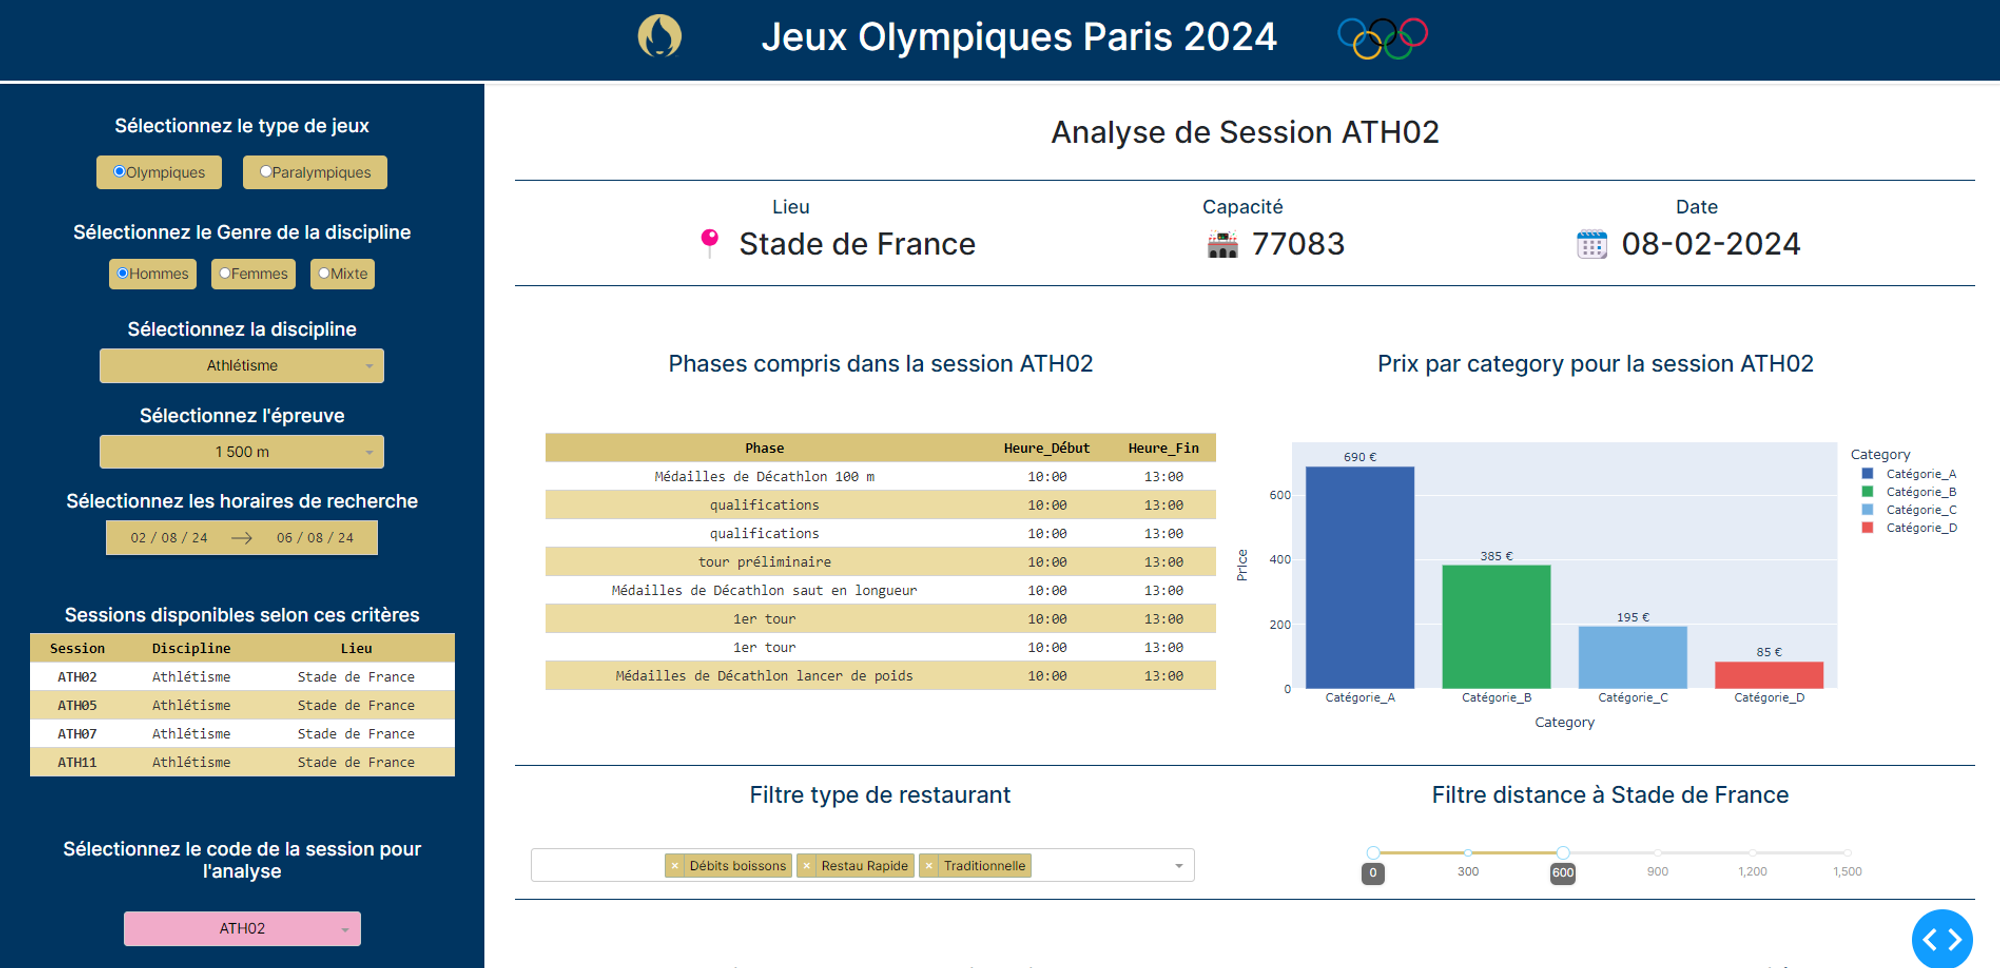 Jeux Olympiques Paris 2024
Sélectionnez le type de jeux
Olympiques Paralympiques
Sélectionnez le Genre de la discipline
Hommes Femmes Mixte
Sélectionnez la discipline
Athlétisme
Sélectionnez l'épreuve
1 500 m
Sélectionnez les horaires de recherche
02 / 08 / 24 → 06 / 08 / 24
Sessions disponibles selon ces critères
Session Discipline Lieu
ATH02 Athlétisme Stade de France
ATH05 Athlétisme Stade de France
ATH07 Athlétisme Stade de France
ATH11 Athlétisme Stade de France
Sélectionnez le code de la session pour
l'analyse
ATH02
Analyse de Session ATH02
Lieu Capacité Date
Stade de France 77083 08-02-2024
Phases compris dans la session ATH02
Phase Heure_Début Heure_Fin
Médailles de Décathlon 100 m 10:00 13:00
qualifications 10:00 13:00
qualifications 10:00 13:00
tour préliminaire 10:00 13:00
Médailles de Décathlon saut en longueur 10:00 13:00
1er tour 10:00 13:00
1er tour 10:00 13:00
Médailles de Décathlon lancer de poids 10:00 13:00
Prix par category pour la session ATH02
690 €
385 €
195 €
85 €
600
400
200
0
Price
Catégorie_A Catégorie_B Catégorie_C Catégorie_D
Category
Category
Catégorie_A
Catégorie_B
Catégorie_C
Catégorie_D
Filtre type de restaurant
× Débits boissons × Restau Rapide × Traditionnelle
Filtre distance à Stade de France
0 300 600 900 1,200 1,500